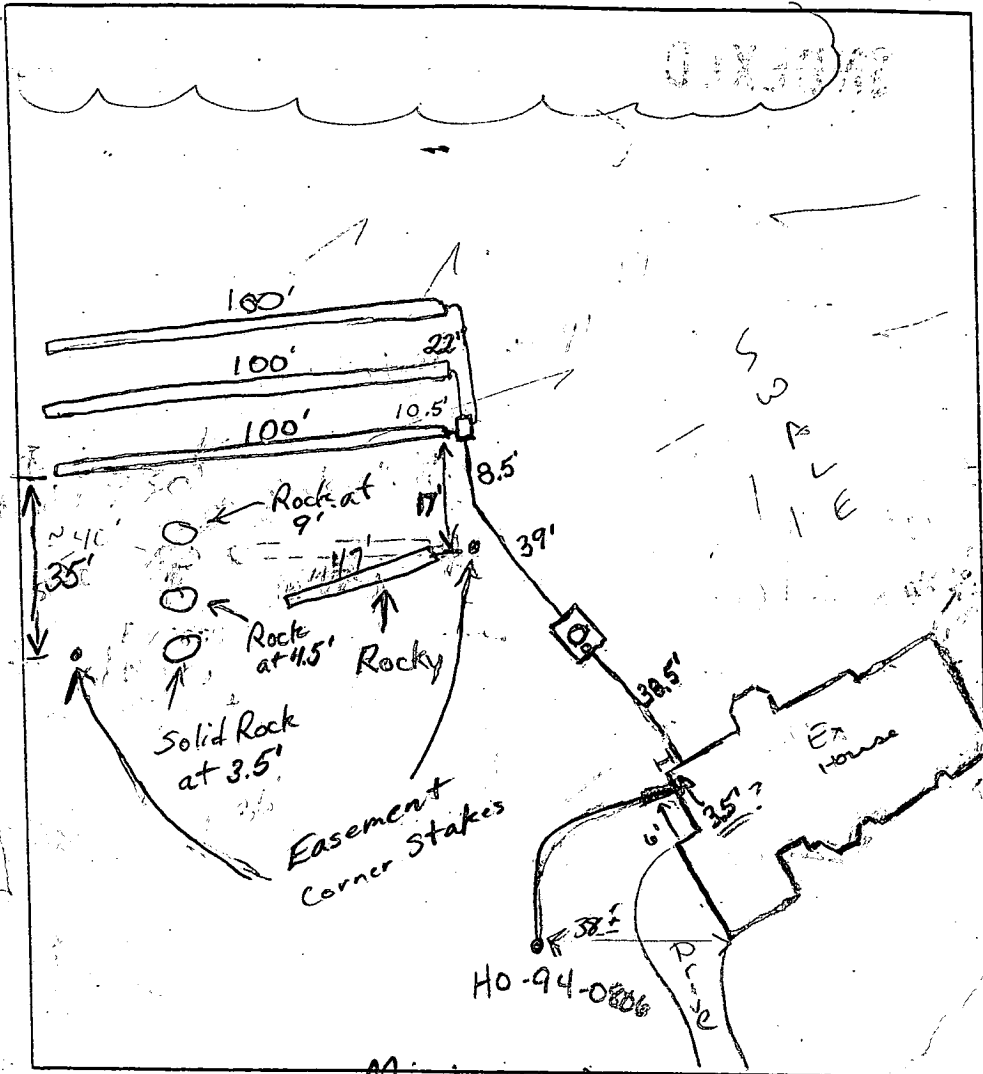 100'
22'
100'
10.5'
100'
8.5'
17'
Rock at
9'
39'
35'
47'
Rock
at 4.5'
Rocky
SWALE
38.5'
Solid Rock
at 3.5'
Ex
House
Easement
Corner Stakes
6'
35'?
38'±
HO-94-0806
Drive